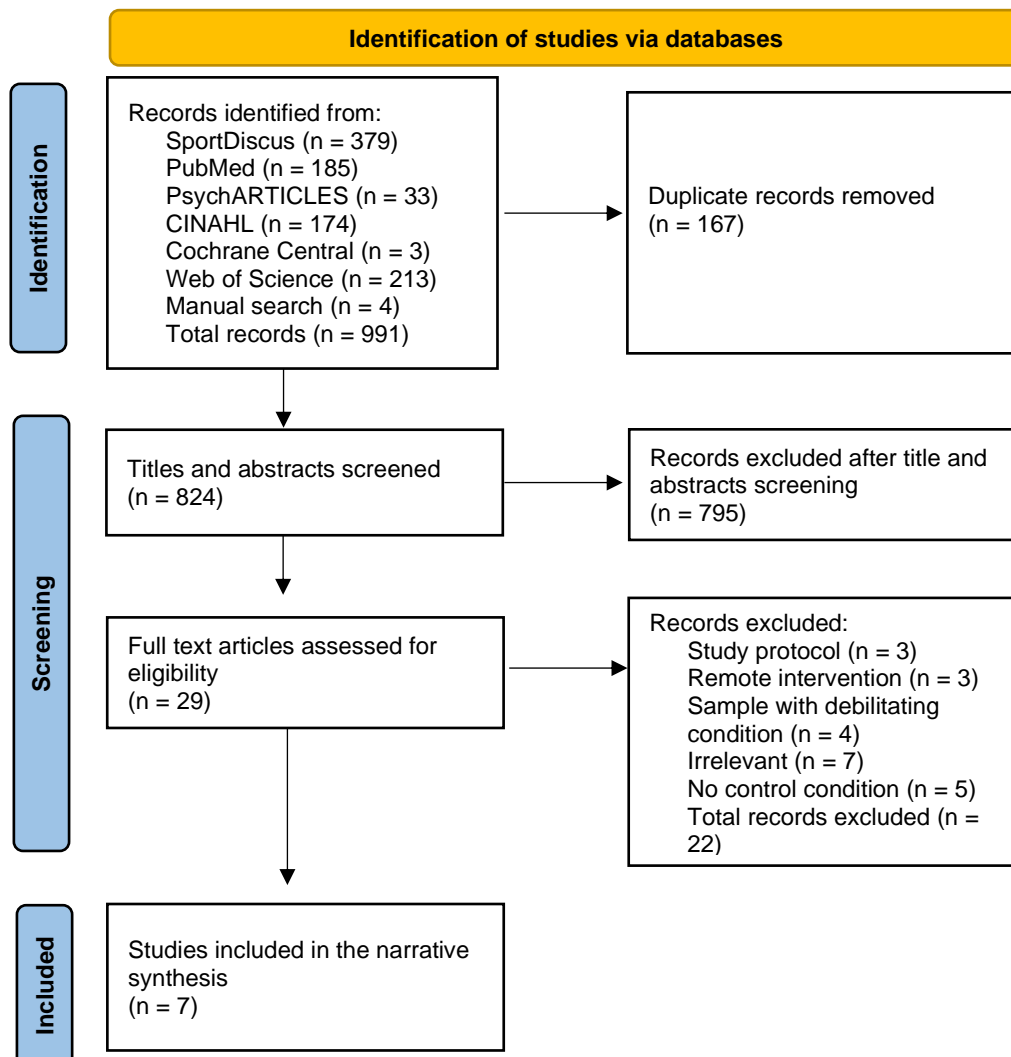 Identification of studies via databases
Identification
Records identified from:
SportDiscus (n = 379)
PubMed (n = 185)
PsychARTICLES (n = 33)
CINAHL (n = 174)
Cochrane Central (n = 3)
Web of Science (n = 213)
Manual search (n = 4)
Total records (n = 991)
Duplicate records removed
(n = 167)
Screening
Titles and abstracts screened
(n = 824)
Records excluded after title and
abstracts screening
(n = 795)
Full text articles assessed for
eligibility
(n = 29)
Records excluded:
Study protocol (n = 3)
Remote intervention (n = 3)
Sample with debilitating
condition (n = 4)
Irrelevant (n = 7)
No control condition (n = 5)
Total records excluded (n =
22)
Included
Studies included in the narrative
synthesis
(n = 7)